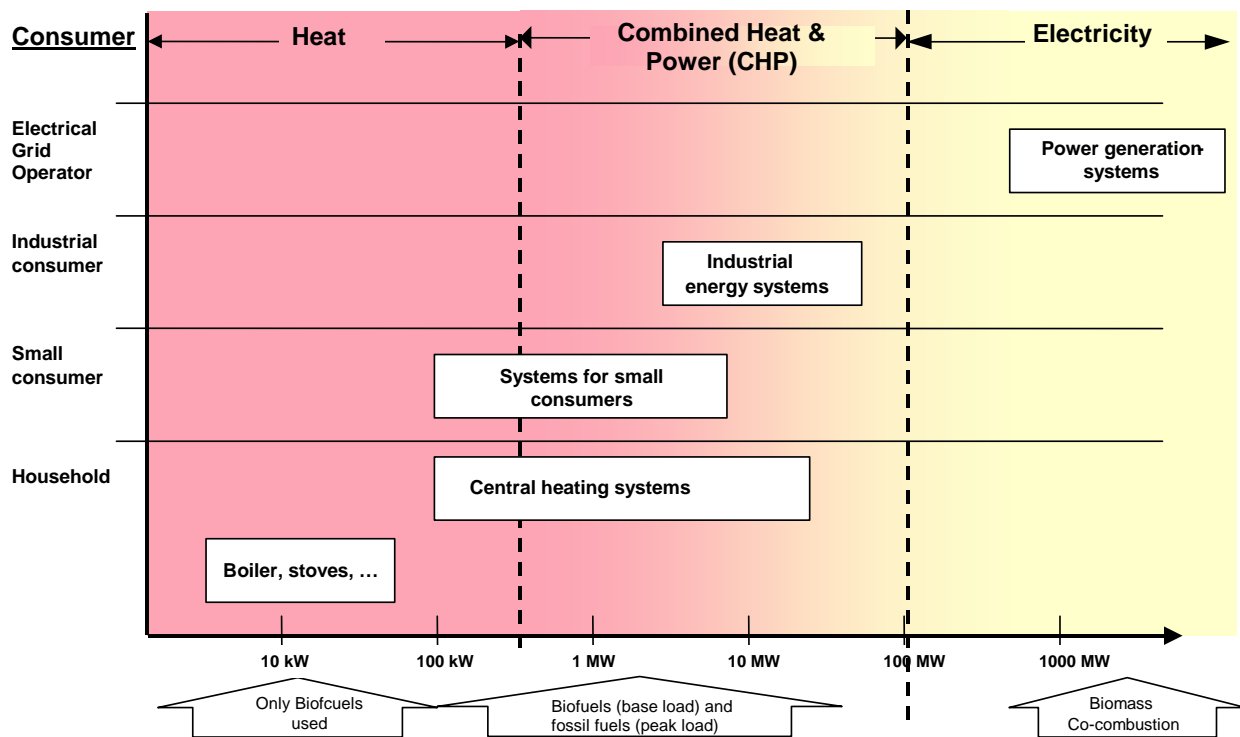 Consumer
Heat
Combined Heat &
Power (CHP)
Electricity
Electrical
Grid
Operator
Power generation-
systems
Industrial
consumer
Industrial
energy systems
Small
consumer
Systems for small
consumers
Household
Central heating systems
Boiler, stoves, …
10 kW
100 kW
1 MW
10 MW
100 MW
1000 MW
Only Biofcuels
used
Biofuels (base load) and
fossil fuels (peak load)
Biomass
Co-combustion